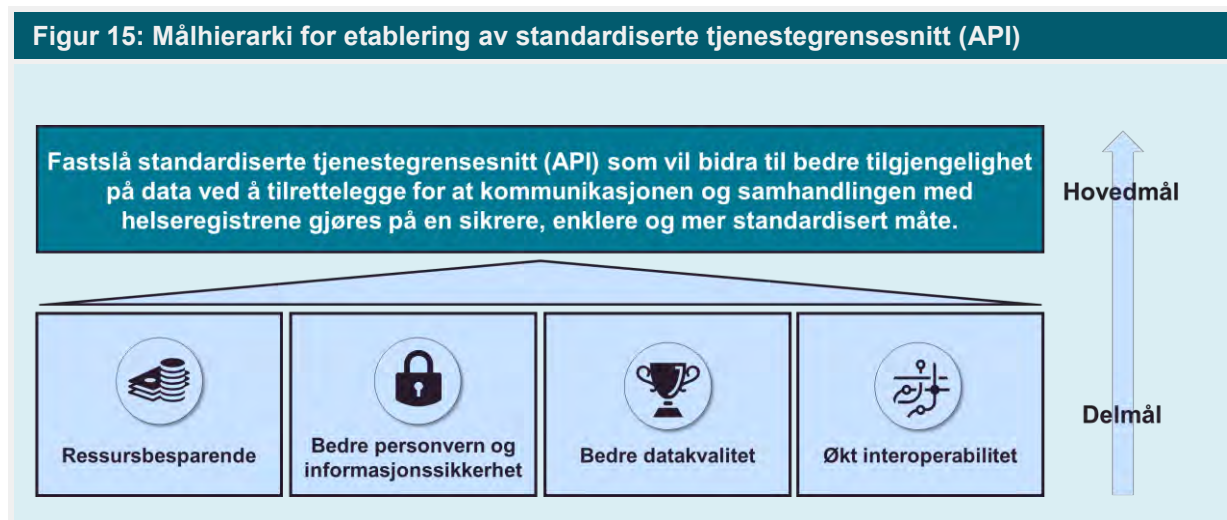 Figur 15: Målhierarki for etablering av standardiserte tjenestegrensesnitt (API)
Fastslå standardiserte tjenestegrensesnitt (API) som vil bidra til bedre tilgjengelighet
på data ved å tilrettelegge for at kommunikasjonen og samhandlingen med
helseregistrene gjøres på en sikrere, enklere og mer standardisert måte.
Hovedmål
Ressursbesparende
Bedre personvern og
informasjonssikkerhet
Bedre datakvalitet
Økt interoperabilitet
Delmål